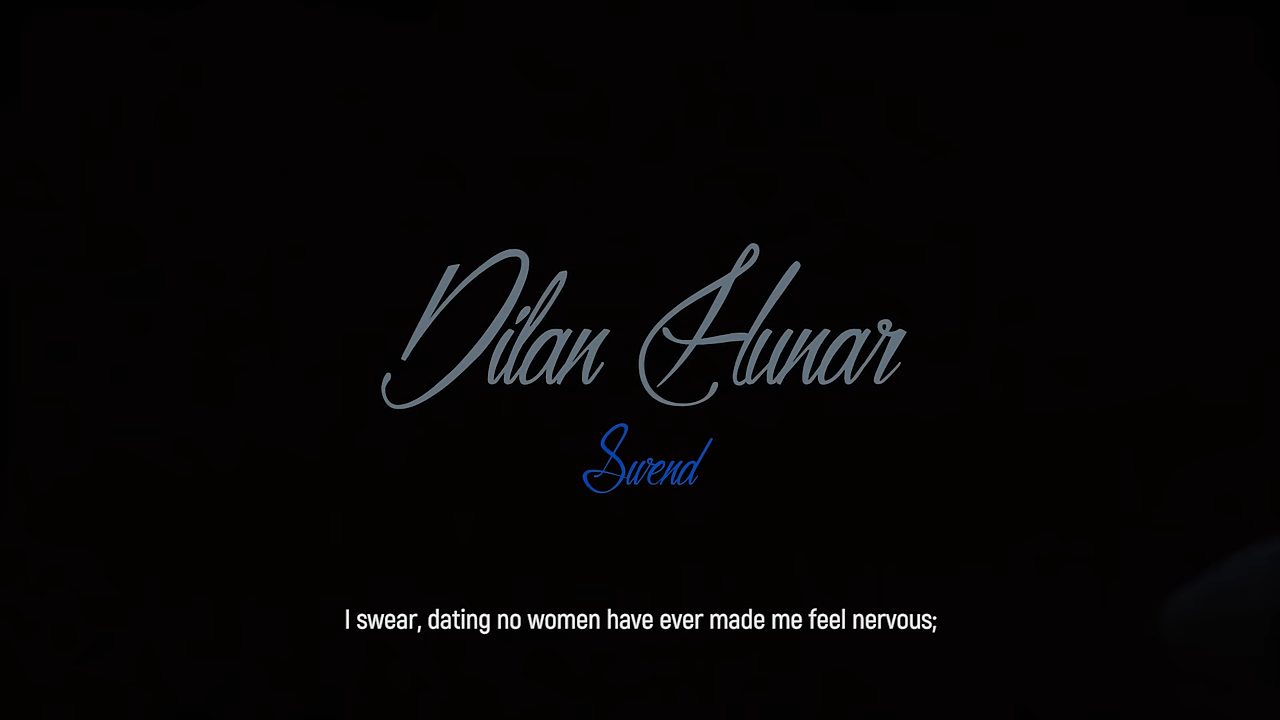 Dilan Hunar
Swend
I swear, dating no women have ever made me feel nervous;